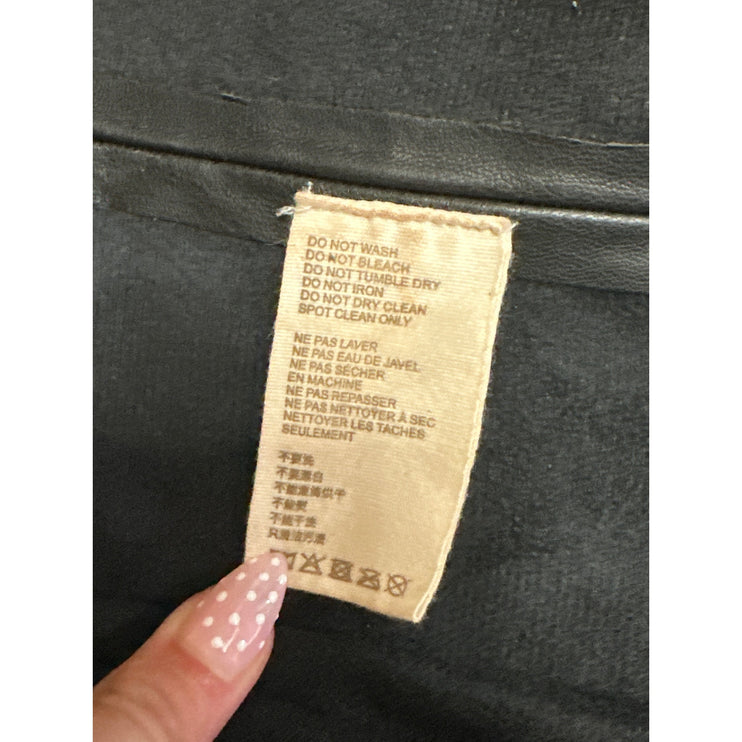 DO NOT WASH
DO NOT BLEACH
DO NOT TUMBLE DRY
DO NOT IRON
DO NOT DRY CLEAN
SPOT CLEAN ONLY
NE PAS LAVER
NE PAS EAU DE JAVEL
NE PAS SÉCHER
EN MACHINE
NE PAS REPASSER
NE PAS NETTOYER À SEC
NETTOYER LES TACHES
SEULEMENT
不要洗
不要漂白
不能滚筒烘干
不能熨
不能干洗
只清洁污渍